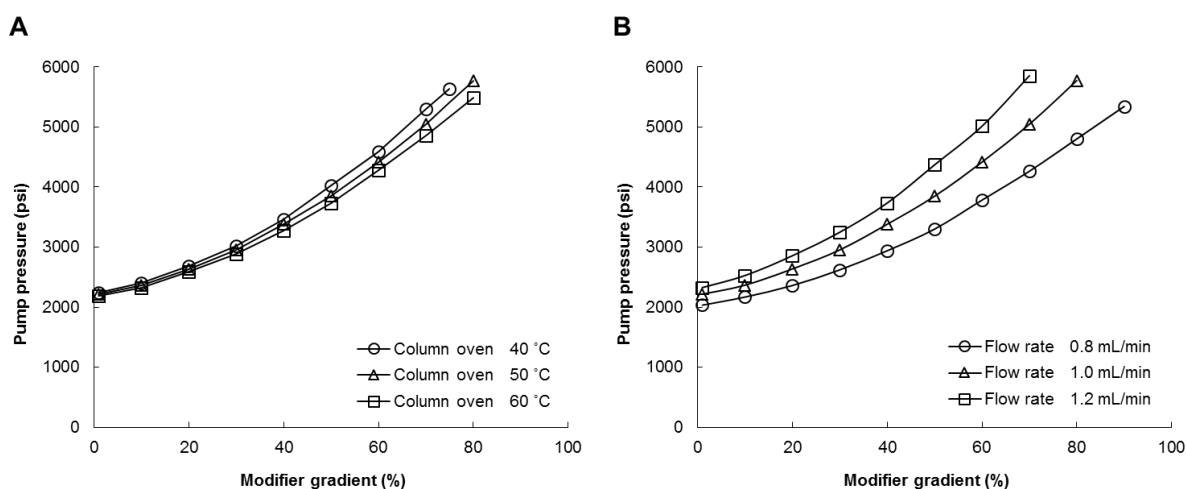 A
Pump pressure (psi)
6000
5000
4000
3000
2000
1000
0
0 20 40 60 80 100
Modifier gradient (%)
Column oven 40 ˚C
Column oven 50 ˚C
Column oven 60 ˚C
B
Pump pressure (psi)
6000
5000
4000
3000
2000
1000
0
0 20 40 60 80 100
Modifier gradient (%)
Flow rate 0.8 mL/min
Flow rate 1.0 mL/min
Flow rate 1.2 mL/min